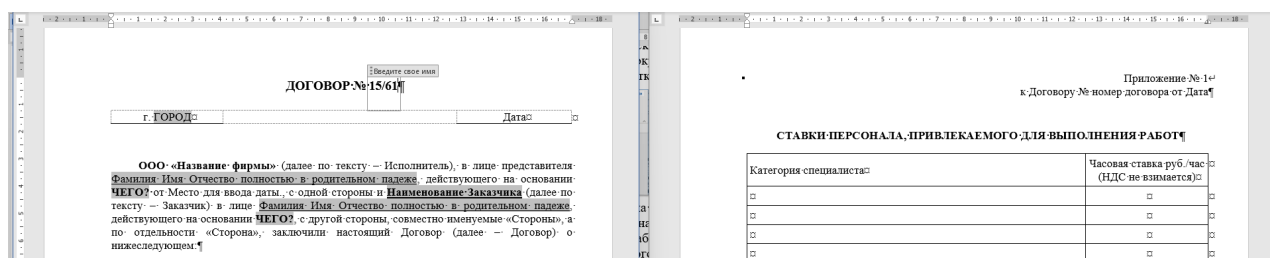 Введите свое имя
ДОГОВОР № 15/61¶
г. ГОРОД¤ Дата¤ ¤
ООО «Название фирмы» (далее по тексту – Исполнитель), в лице представителя
Фамилия Имя Отчество полностью в родительном падеже, действующего на основании
ЧЕГО? от Место для ввода даты., с одной стороны и Наименование Заказчика (далее по
тексту – Заказчик) в лице Фамилия Имя Отчество полностью в родительном падеже,
действующего на основании ЧЕГО?, с другой стороны, совместно именуемые «Стороны», а
по отдельности «Сторона», заключили настоящий Договор (далее – Договор) о
нижеследующем:¶
Приложение № 1↵
к Договору № номер договора от Дата¶
СТАВКИ ПЕРСОНАЛА, ПРИВЛЕКАЕМОГО ДЛЯ ВЫПОЛНЕНИЯ РАБОТ¶
Категория специалиста¤
Часовая ставка руб./час
(НДС не взимается)¤